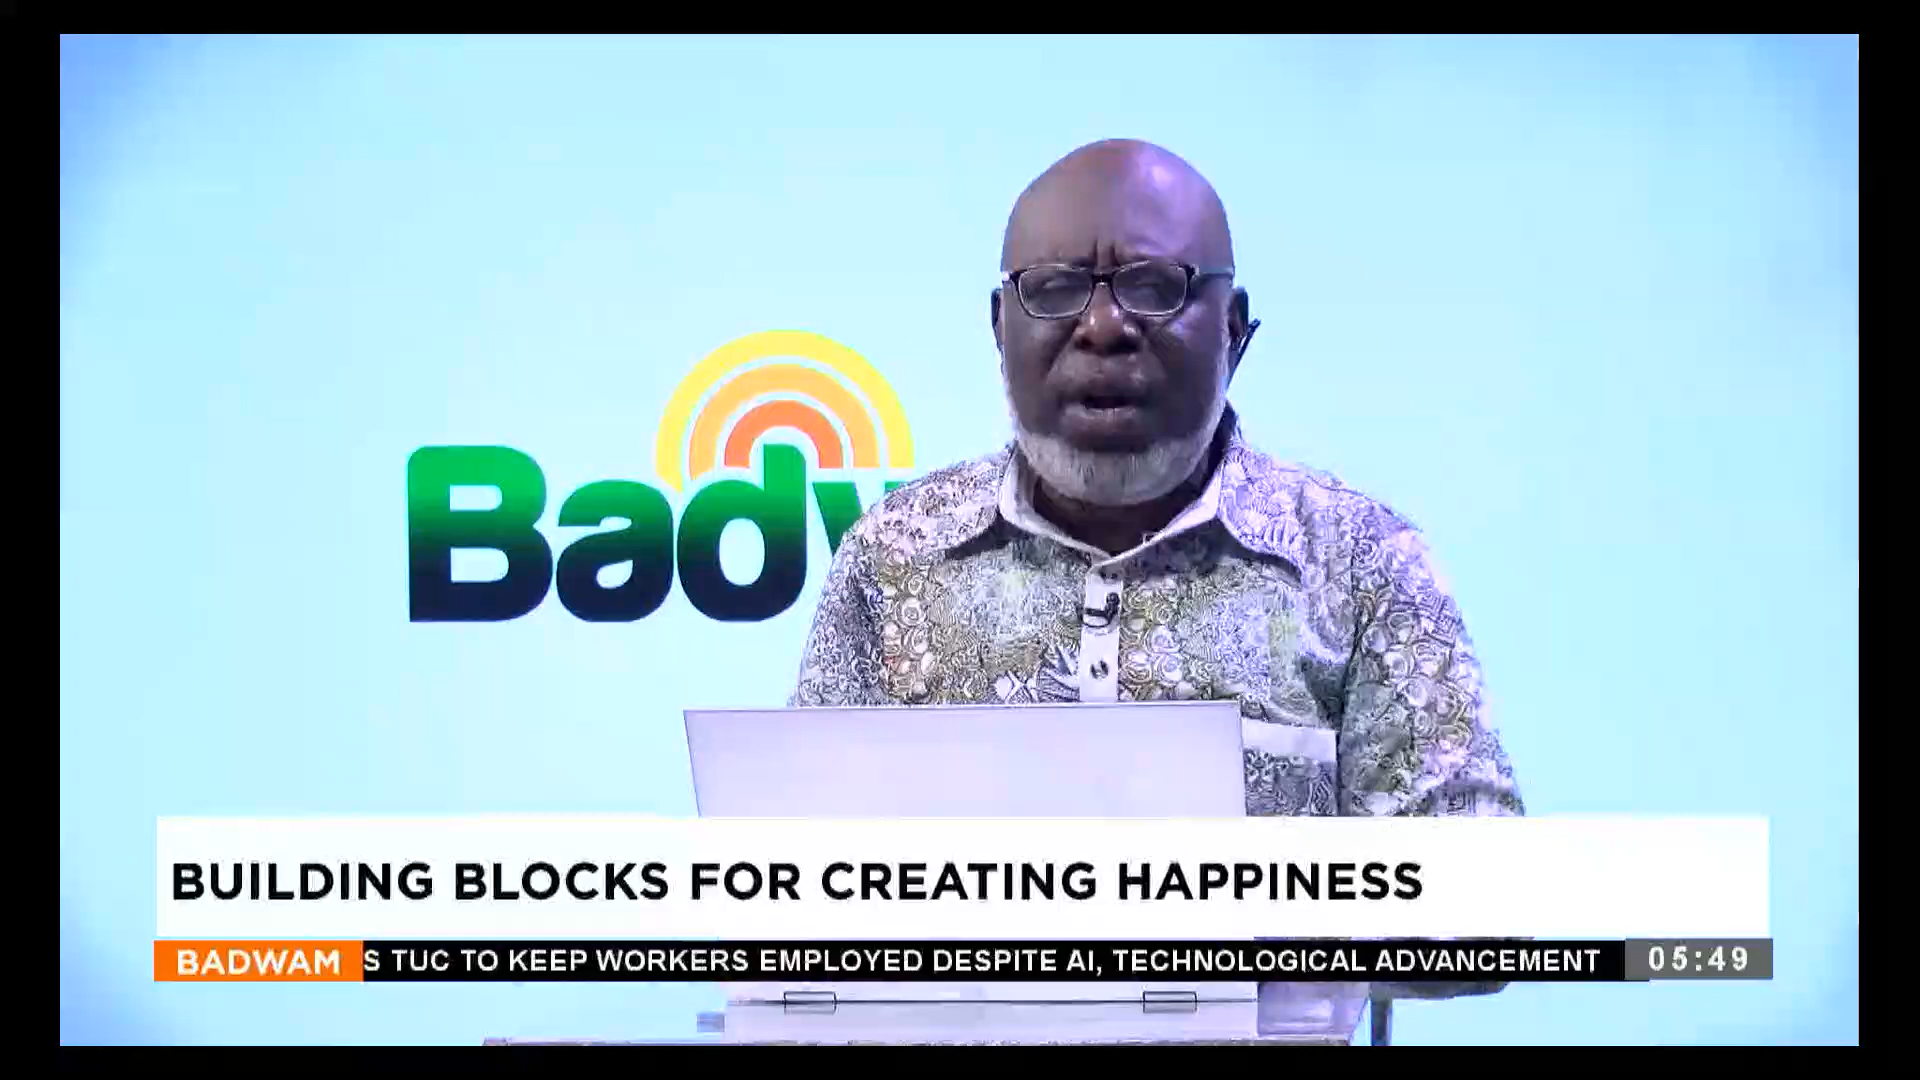 Badw
BUILDING BLOCKS FOR CREATING HAPPINESS
BADWAM
S TUC TO KEEP WORKERS EMPLOYED DESPITE AI, TECHNOLOGICAL ADVANCEMENT
05:49